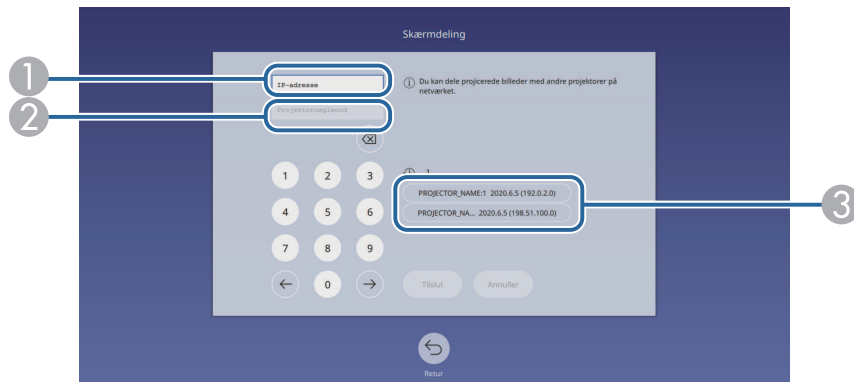 Skærmdeling
1
IP-adresse
Du kan dele projicerede billeder med andre projektorer på
netværket.
2
Projektornøgleord
1 2 3
1
PROJECTOR_NAME:1 2020.6.5 (192.0.2.0)
3
4 5 6
PROJECTOR_NA... 2020.6.5 (198.51.100.0)
7 8 9
0
Tilslut Annuller
Retur